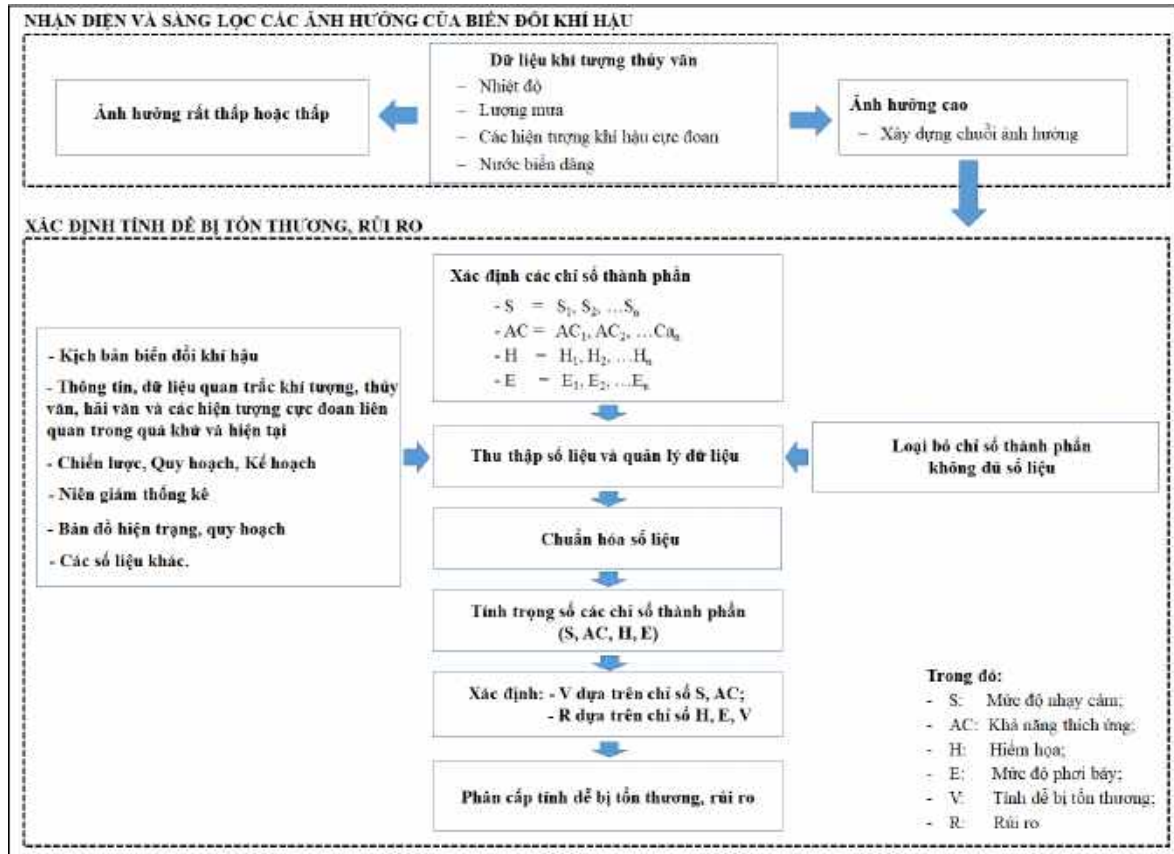 NHẬN DIỆN VÀ SÀNG LỌC CÁC ẢNH HƯỞNG CỦA BIẾN ĐỔI KHÍ HẬU
Ảnh hưởng rất thấp hoặc thấp
Dữ liệu khí tượng thủy văn
– Nhiệt độ
– Lượng mưa
– Các hiện tượng khí hậu cực đoan
– Nước biển dâng
Ảnh hưởng cao
– Xây dựng chuỗi ảnh hưởng
XÁC ĐỊNH TÍNH DỄ BỊ TỔN THƯƠNG, RỦI RO
Xác định các chỉ số thành phần
- S = S₁, S₂, …Sₙ
- AC = AC₁, AC₂, …Caₙ
- H = H₁, H₂, …Hₙ
- E = E₁, E₂, …Eₙ
- Kịch bản biến đổi khí hậu
- Thông tin, dữ liệu quan trắc khí tượng, thủy
văn, hải văn và các hiện tượng cực đoan liên
quan trong quá khứ và hiện tại
- Chiến lược, Quy hoạch, Kế hoạch
- Niên giám thống kê
- Bản đồ hiện trạng, quy hoạch
- Các số liệu khác.
Thu thập số liệu và quản lý dữ liệu
Loại bỏ chỉ số thành phần
không đủ số liệu
Chuẩn hóa số liệu
Tính trọng số các chỉ số thành phần
(S, AC, H, E)
Xác định: - V dựa trên chỉ số S, AC;
- R dựa trên chỉ số H, E, V
Phân cấp tính dễ bị tổn thương, rủi ro
Trong đó:
- S: Mức độ nhạy cảm;
- AC: Khả năng thích ứng;
- H: Hiểm họa;
- E: Mức độ phơi bày;
- V: Tính dễ bị tổn thương;
- R: Rủi ro